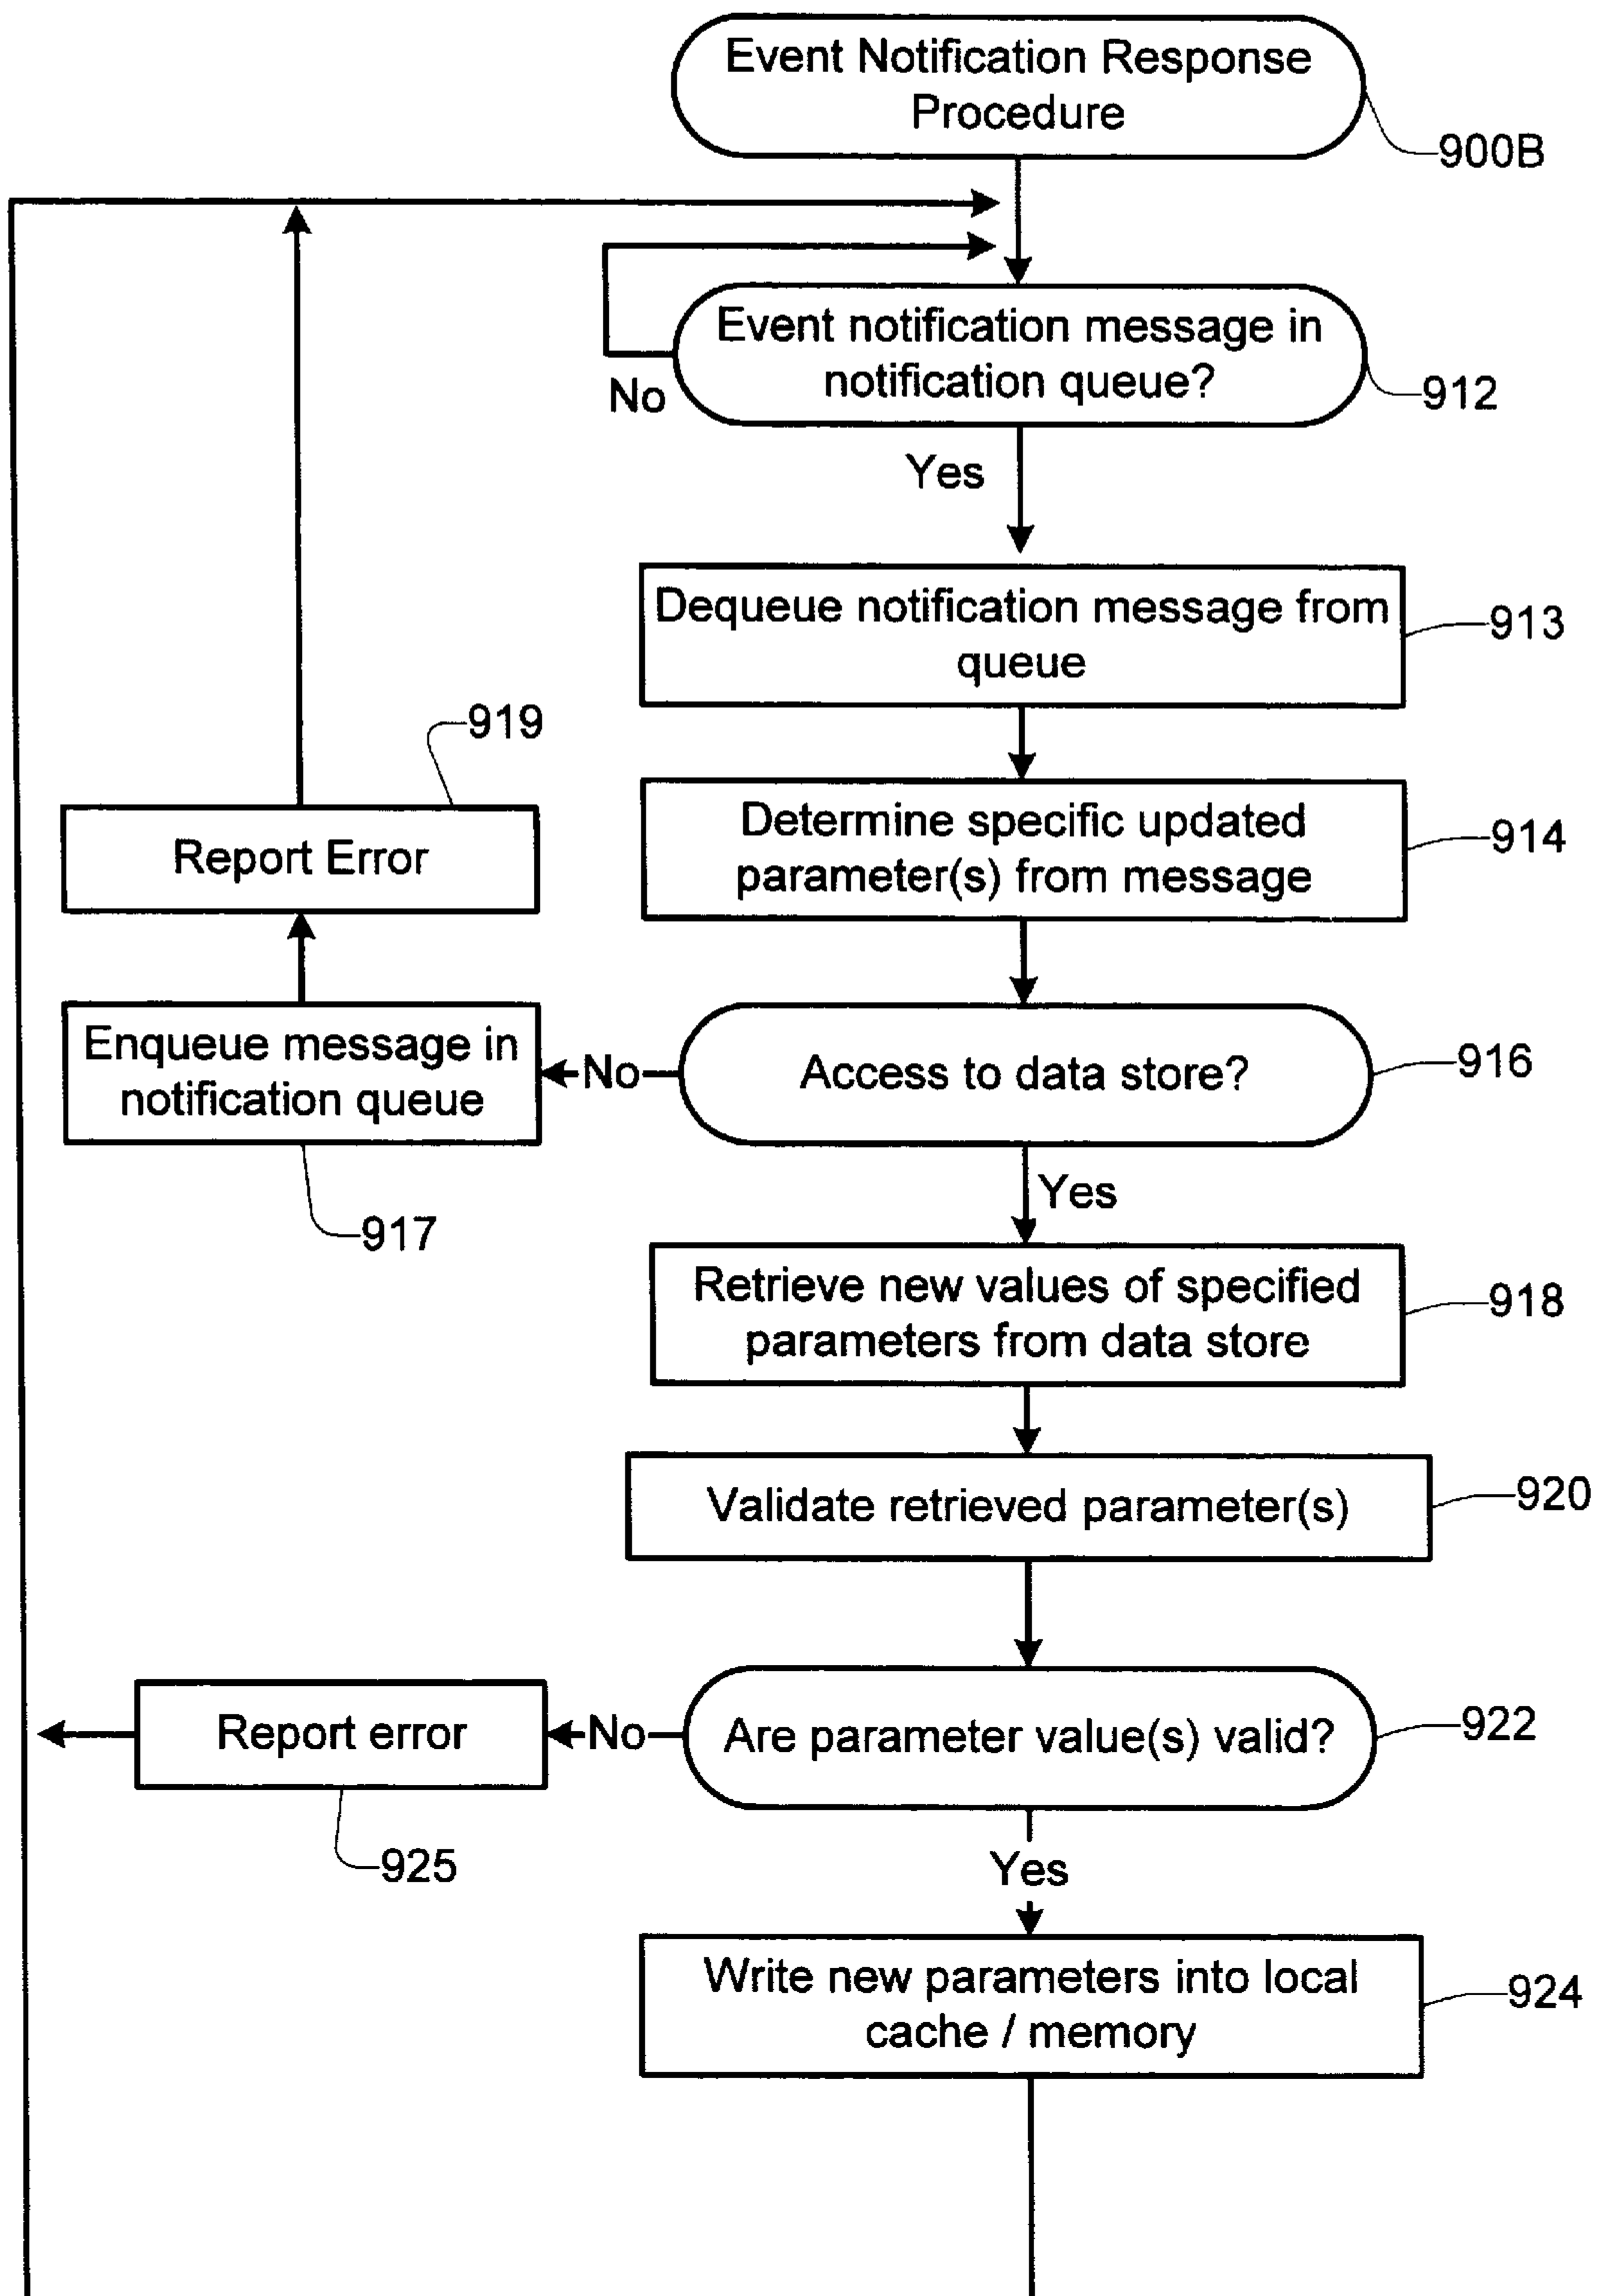 Event Notification Response
Procedure
900B
Event notification message in
notification queue?
912
No
Yes
Dequeue notification message from
queue
913
919
Determine specific updated
parameter(s) from message
914
Report Error
Enqueue message in
notification queue
No
Access to data store?
916
Yes
917
Retrieve new values of specified
parameters from data store
918
Validate retrieved parameter(s)
920
Report error
No
Are parameter value(s) valid?
922
925
Yes
Write new parameters into local
cache / memory
924